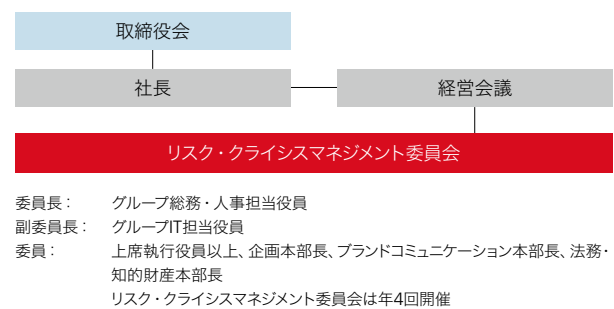 取締役会
社長
経営会議
リスク・クライシスマネジメント委員会
委員長： グループ総務・人事担当役員
副委員長： グループIT担当役員
委員： 上席執行役員以上、企画本部長、ブランドコミュニケーション本部長、法務・
知的財産本部長
リスク・クライシスマネジメント委員会は年4回開催